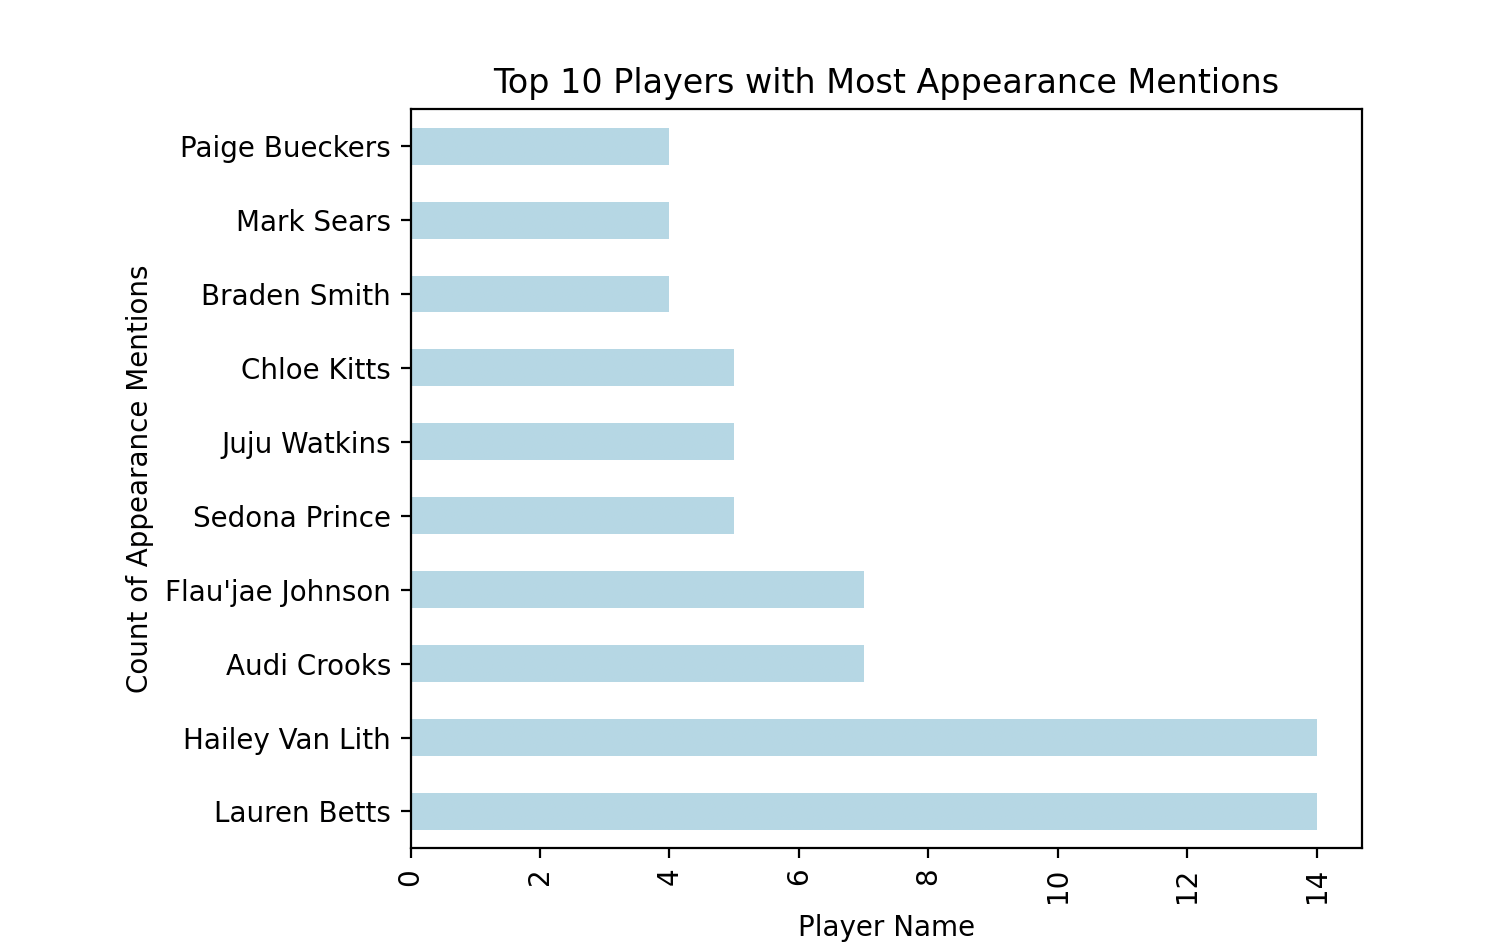 Top 10 Players with Most Appearance Mentions
Count of Appearance Mentions
Paige Bueckers
Mark Sears
Braden Smith
Chloe Kitts
Juju Watkins
Sedona Prince
Flau'jae Johnson
Audi Crooks
Hailey Van Lith
Lauren Betts
0 2 4 6 8 10 12 14
Player Name